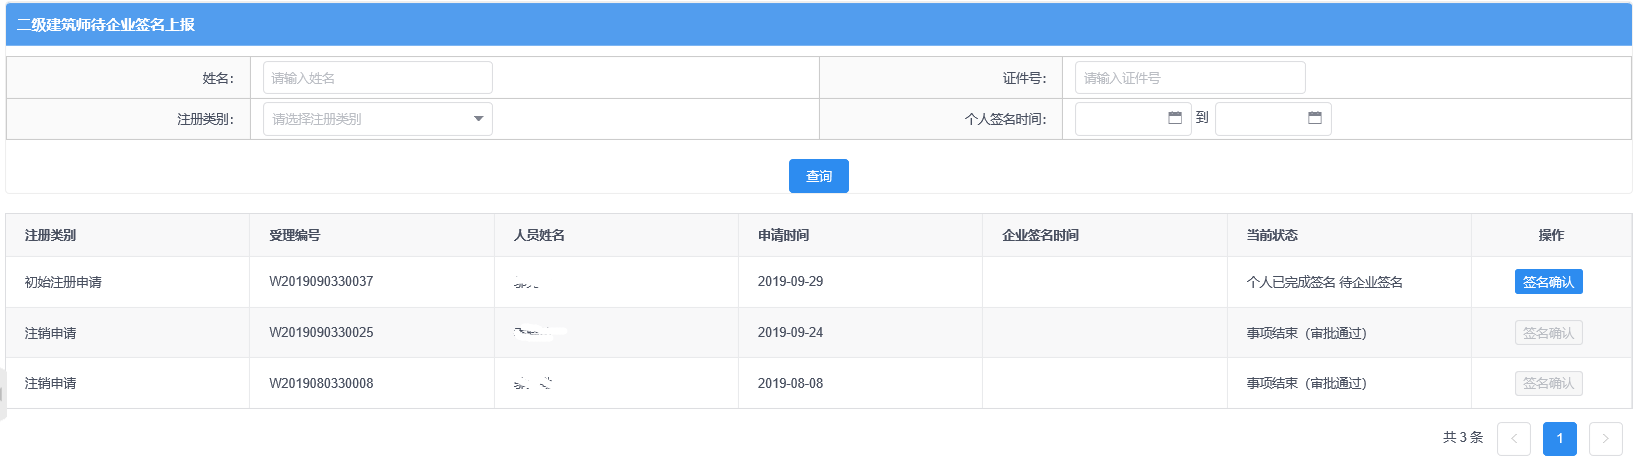 二级建筑师待企业签名上报
姓名： 请输入姓名 证件号： 请输入证件号
注册类别： 请选择注册类别 个人签名时间： 到
查询
注册类别 受理编号 人员姓名 申请时间 企业签名时间 当前状态 操作
初始注册申请 W2019090330037 2019-09-29 个人已完成签名 待企业签名 签名确认
注销申请 W2019090330025 2019-09-24 事项结束（审批通过） 签名确认
注销申请 W2019080330008 2019-08-08 事项结束（审批通过） 签名确认
共 3 条 1